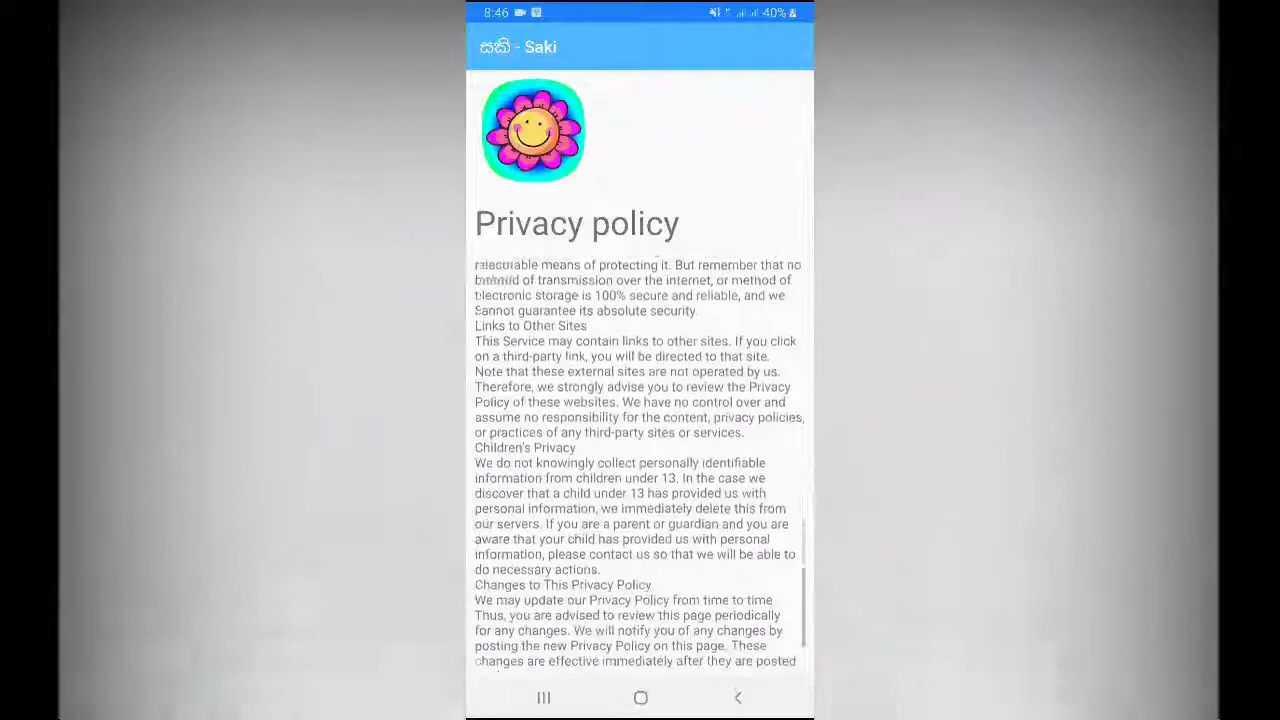 8:46
40%
සකි - Saki
Privacy policy
reasonable means of protecting it. But remember that no
of transmission over the internet, or method of
electronic storage is 100% secure and reliable, and we
cannot guarantee its absolute security.
Links to Other Sites
This Service may contain links to other sites. If you click
on a third-party link, you will be directed to that site.
Note that these external sites are not operated by us.
Therefore, we strongly advise you to review the Privacy
Policy of these websites. We have no control over and
assume no responsibility for the content, privacy policies,
or practices of any third-party sites or services.
Children's Privacy
We do not knowingly collect personally identifiable
information from children under 13. In the case we
discover that a child under 13 has provided us with
personal information, we immediately delete this from
our servers. If you are a parent or guardian and you are
aware that your child has provided us with personal
information, please contact us so that we will be able to
do necessary actions.
Changes to This Privacy Policy
We may update our Privacy Policy from time to time
Thus, you are advised to review this page periodically
for any changes. We will notify you of any changes by
posting the new Privacy Policy on this page. These
changes are effective immediately after they are posted